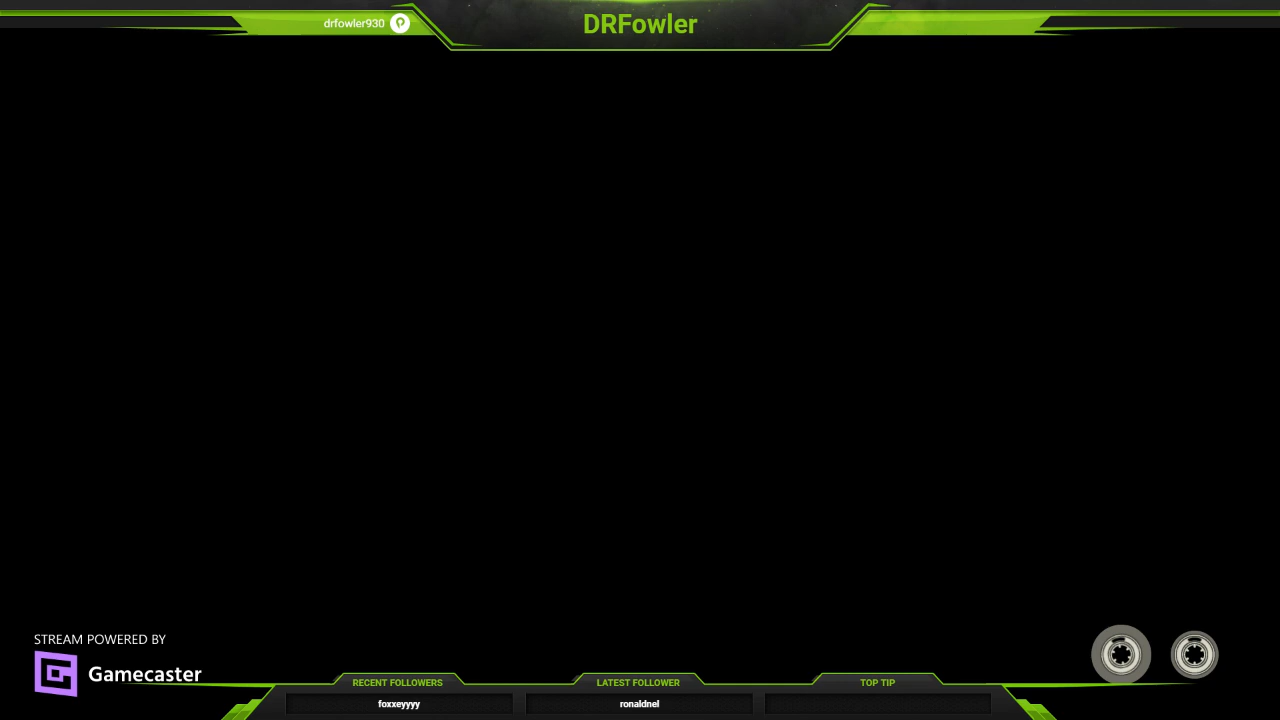 drfowler930
DRFowler
STREAM POWERED BY
Gamecaster
RECENT FOLLOWERS
LATEST FOLLOWER
TOP TIP
foxxeyyyy
ronaldnel